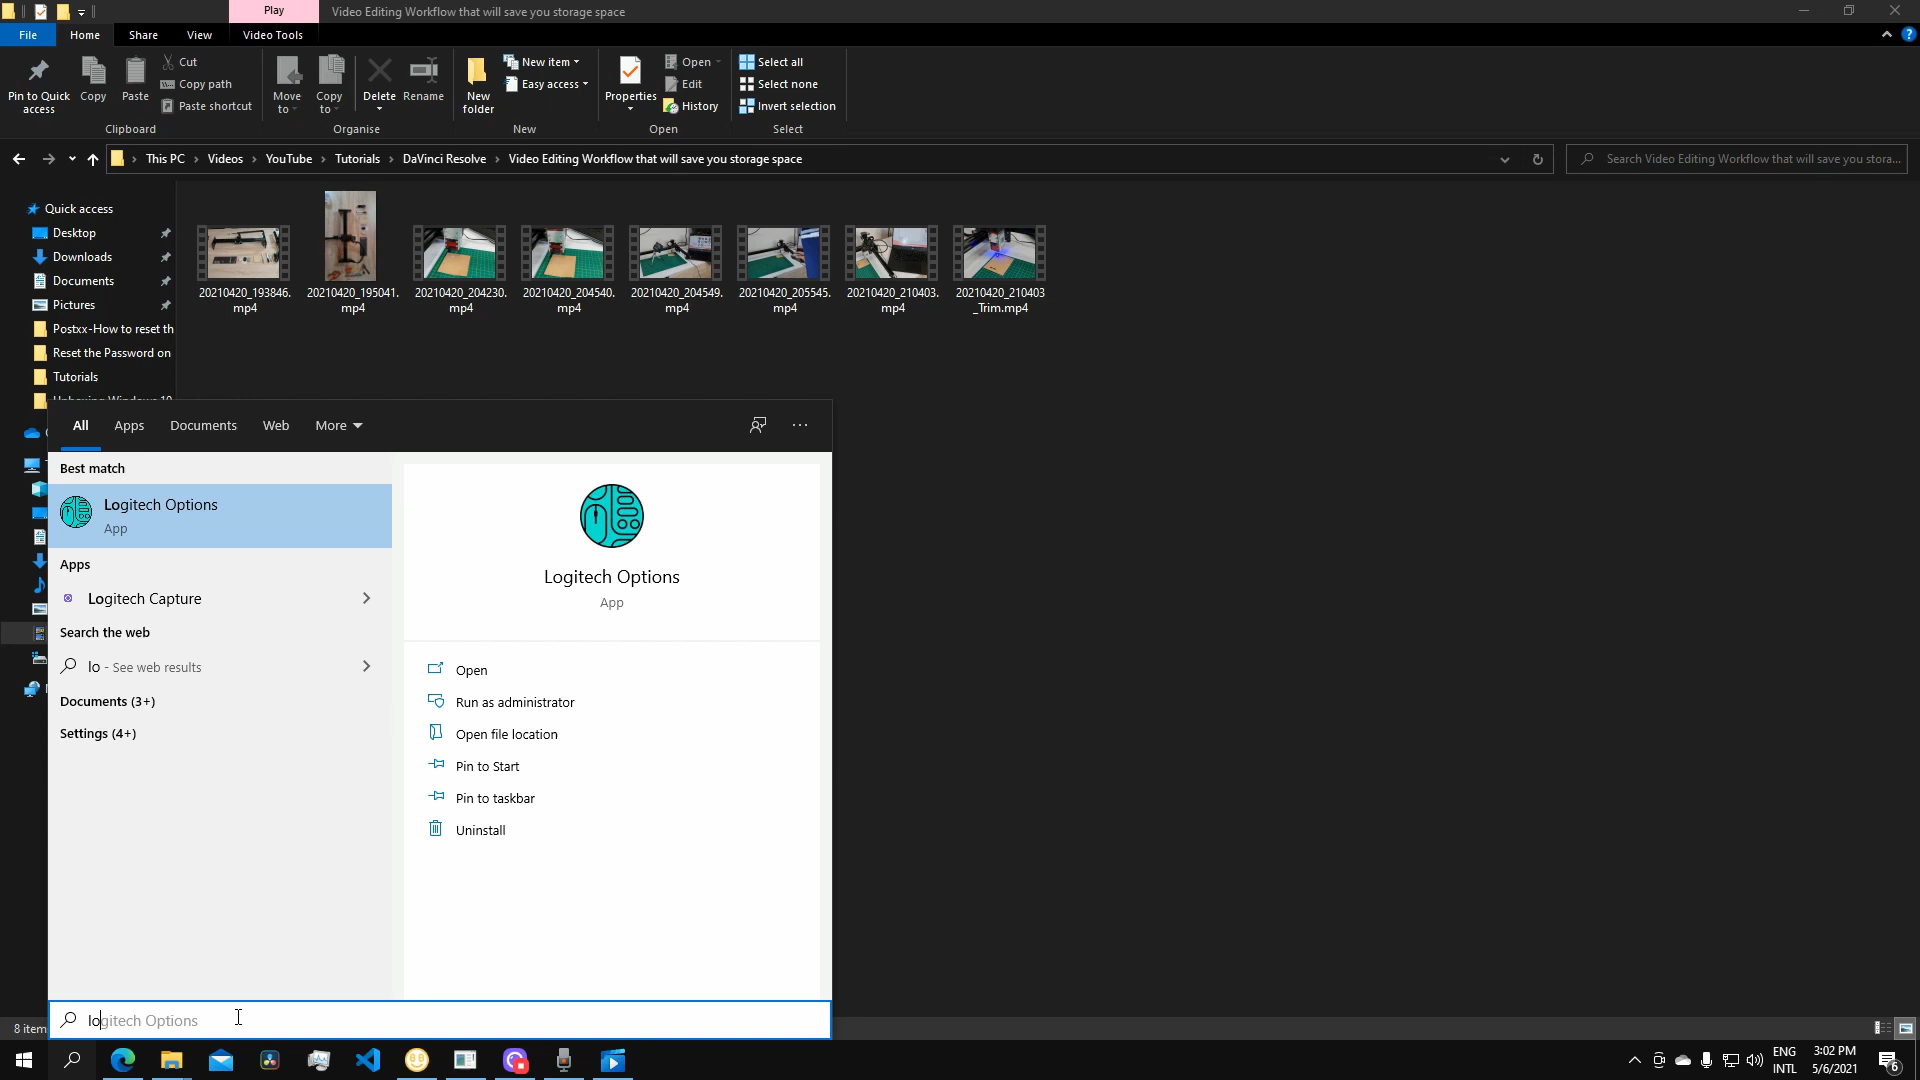 Play
Video Editing Workflow that will save you storage space
File
Home
Share
View
Video Tools
Pin to Quick access
Copy
Paste
Cut
Copy path
Paste shortcut
Clipboard
Move to
Copy to
Delete
Rename
Organise
New folder
New item
Easy access
New
Properties
Open
Edit
History
Open
Select all
Select none
Invert selection
Select
This PC
Videos
YouTube
Tutorials
DaVinci Resolve
Video Editing Workflow that will save you storage space
Search Video Editing Workflow that will save you stora...
Quick access
Desktop
Downloads
Documents
Pictures
Postxx-How to reset th
Reset the Password on
Tutorials
20210420_193846.
mp4
20210420_195041.
mp4
20210420_204230.
mp4
20210420_204540.
mp4
20210420_204549.
mp4
20210420_205545.
mp4
20210420_210403.
mp4
20210420_210403
_Trim.mp4
All
Apps
Documents
Web
More
Best match
Logitech Options
App
Apps
Logitech Capture
Search the web
lo - See web results
Documents (3+)
Settings (4+)
Logitech Options
App
Open
Run as administrator
Open file location
Pin to Start
Pin to taskbar
Uninstall
logitech Options
8 item
ENG
INTL
3:02 PM
5/6/2021
6